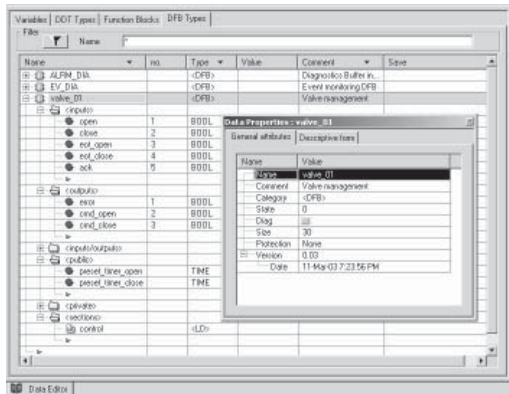 Variables DDT Types Function Blocks DFB Types
Filter
Name *
Name no. Type Value Comment Save
ALRM_DIA <DFB> Diagnostics Buffer in...
EV_DIA <DFB> Event monitoring DFB
valve_01 <DFB> Valve management
<inputs>
open 1 BOOL
close 2 BOOL
eot_open 3 BOOL
eot_close 4 BOOL
ack 5 BOOL
<outputs>
error 1 BOOL
cmd_open 2 BOOL
cmd_close 3 BOOL
<inputs/outputs>
<public>
preset_timer_open TIME
preset_timer_close TIME
<private>
<sections>
control <LD>
Data Properties : valve_01
General attributes Descriptive form
Name Value
Name valve_01
Comment Valve management
Category <DFB>
State 0
Diag
Size 30
Protection None
Version 0.03
Date 11-Mar-03 7:23:56 PM
Data Editor